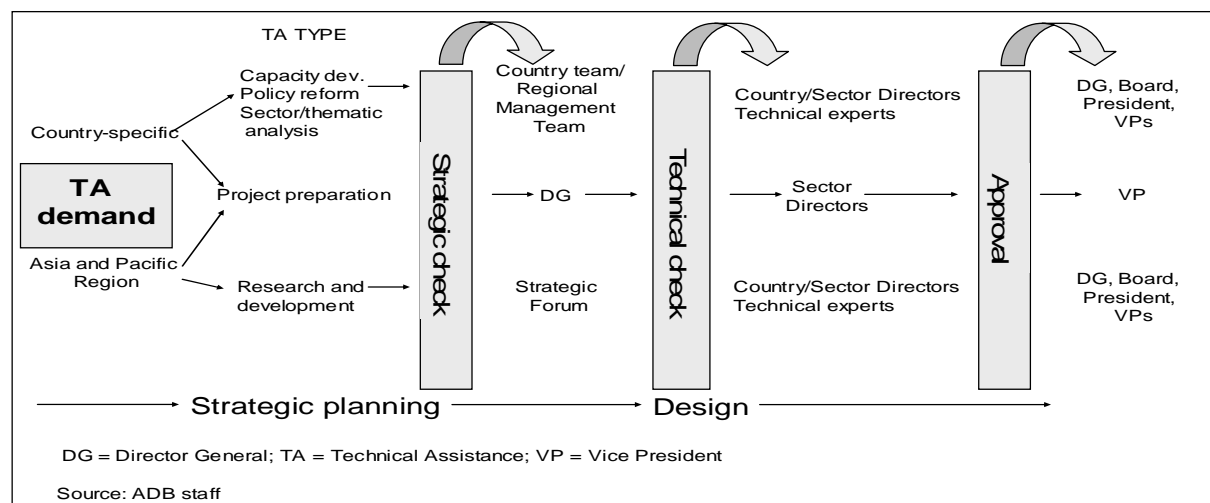 TA TYPE
Capacity dev.
Policy reform
Sector/thematic
analysis
Country-specific
TA
demand
Project preparation
Asia and Pacific
Region
Research and
development
Strategic check
Country team/
Regional
Management
Team
DG
Strategic
Forum
Technical check
Country/Sector Directors
Technical experts
Sector
Directors
Country/Sector Directors
Technical experts
Approval
DG, Board,
President,
VPs
VP
DG, Board,
President,
VPs
Strategic planning
Design
DG = Director General; TA = Technical Assistance; VP = Vice President
Source: ADB staff